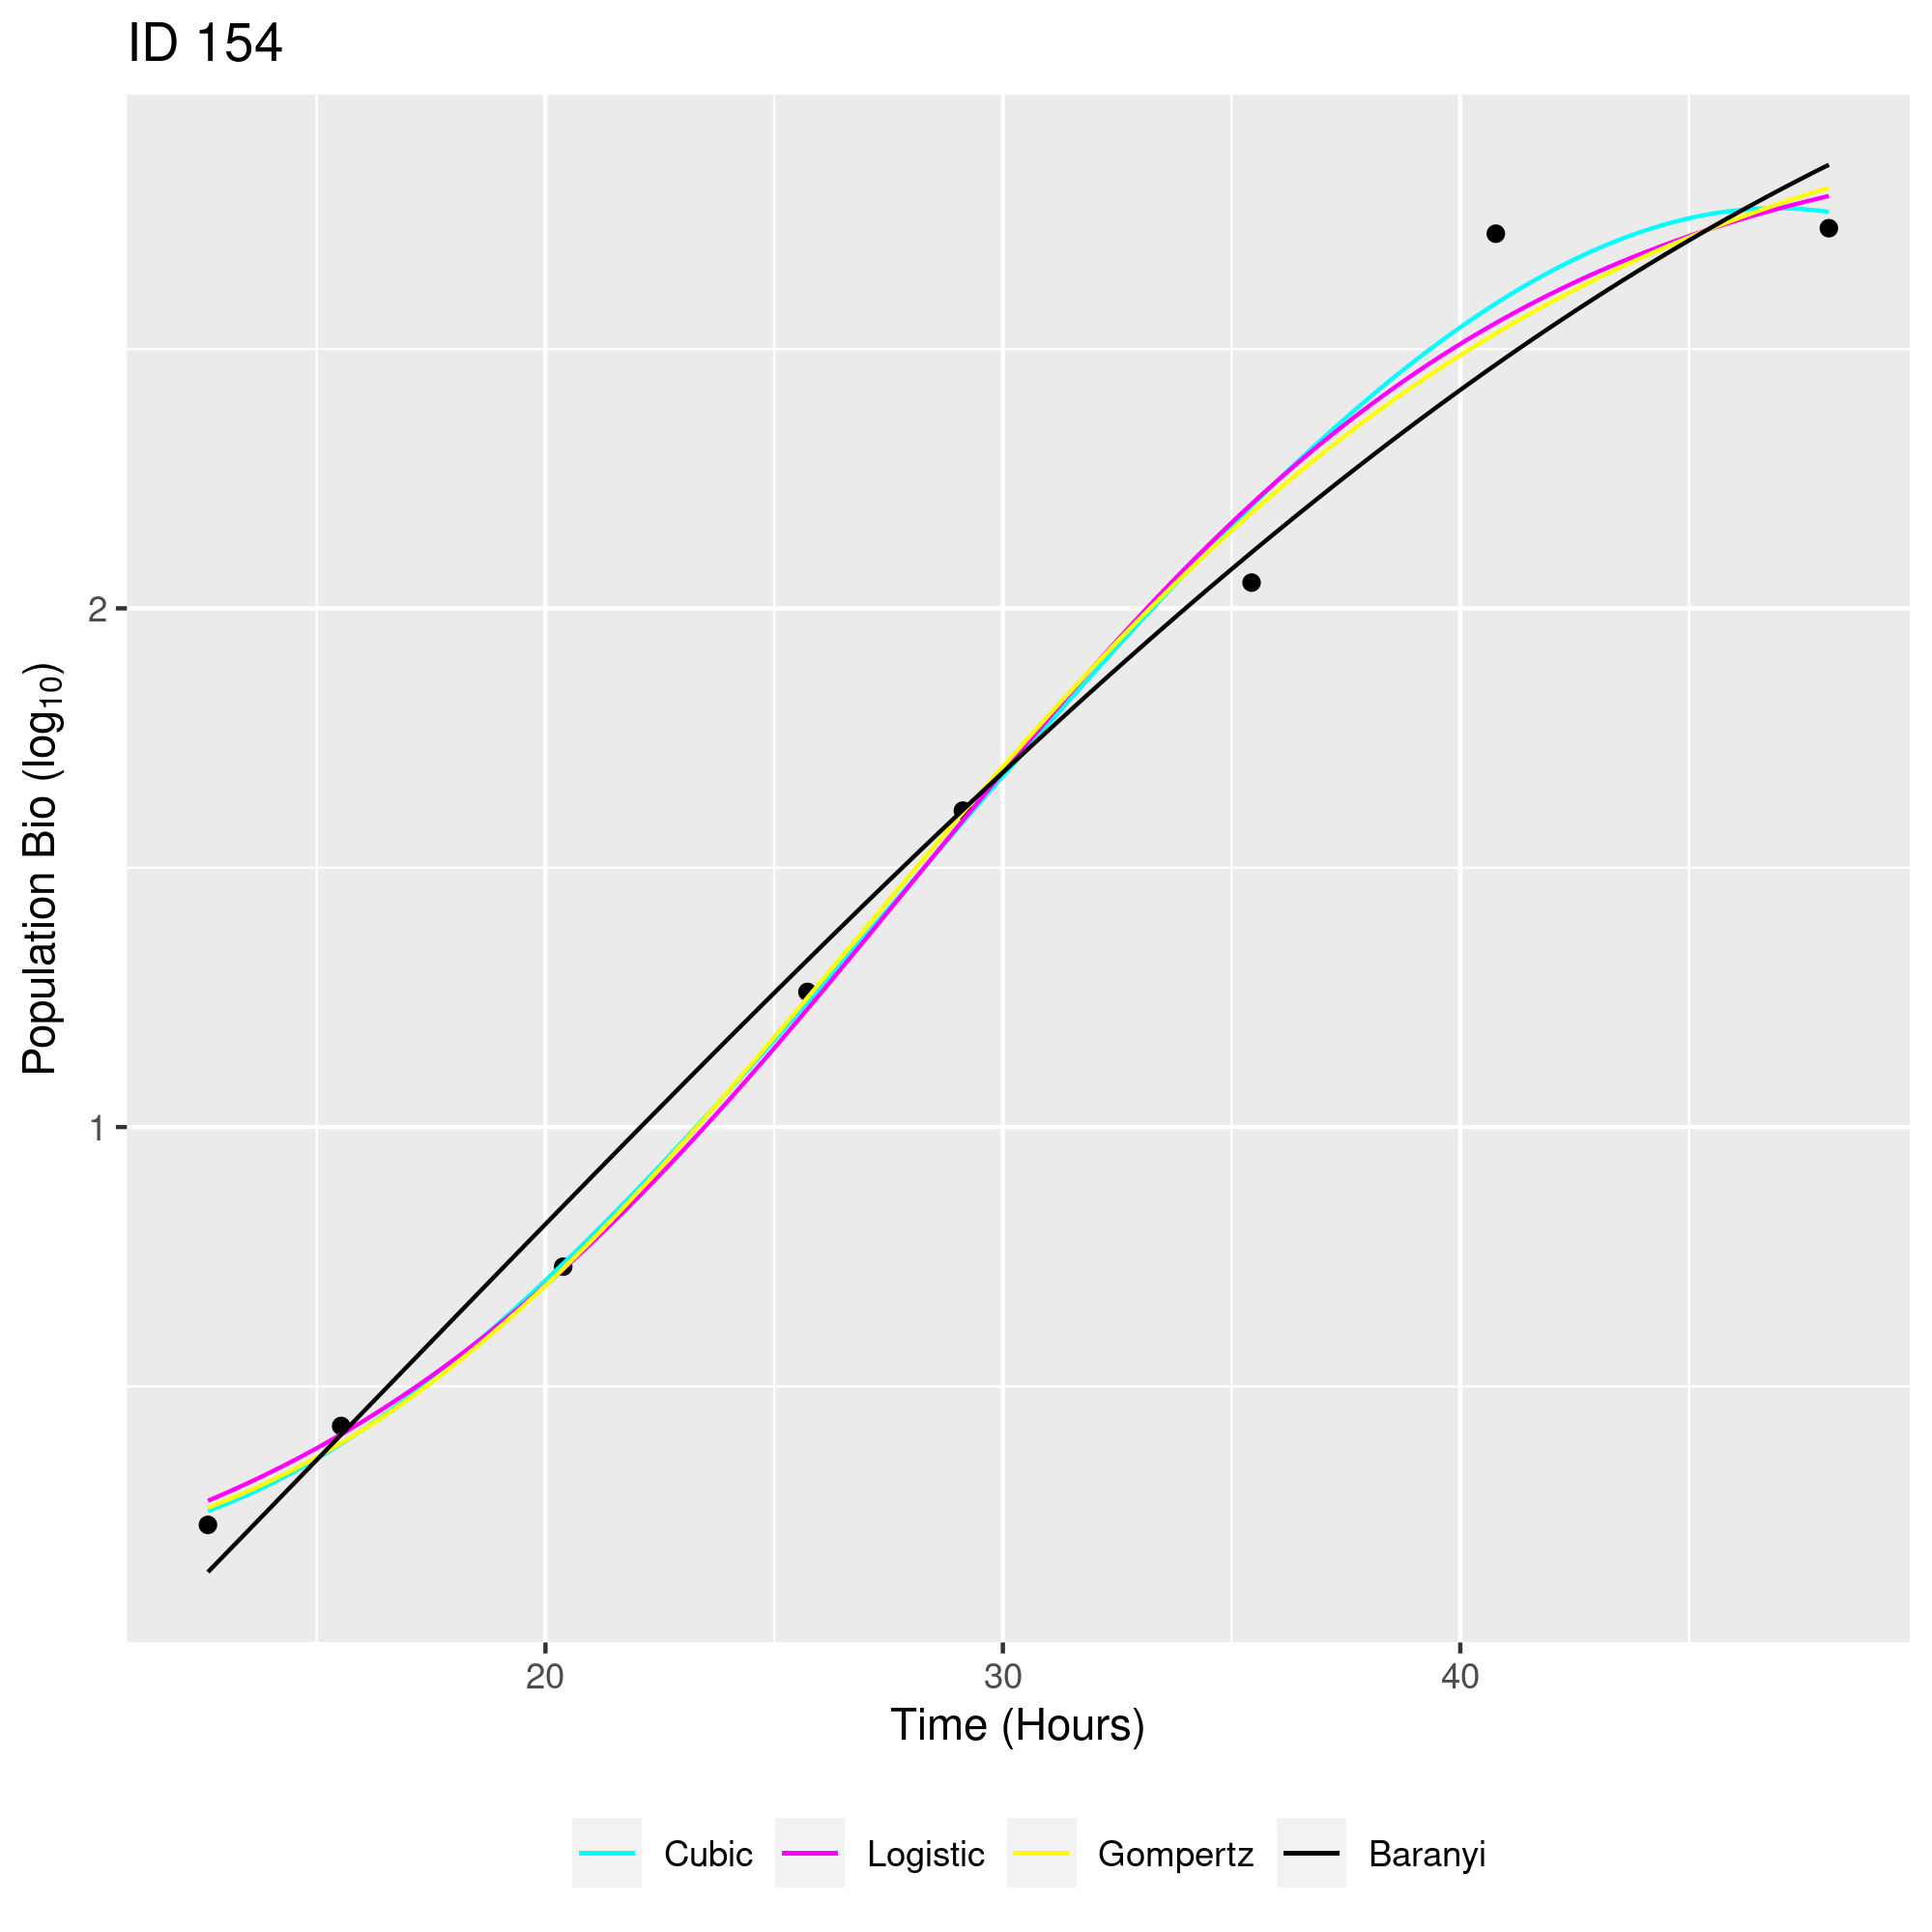 ID 154
Population Bio (log₁₀)
2
1
20 30 40
Time (Hours)
Cubic Logistic Gompertz Baranyi